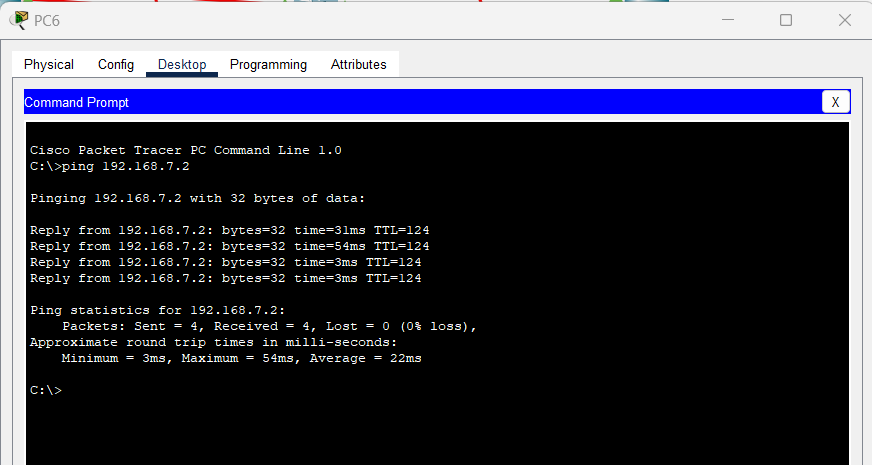 PC6
Physical Config Desktop Programming Attributes
Command Prompt
X
Cisco Packet Tracer PC Command Line 1.0
C:\>ping 192.168.7.2
Pinging 192.168.7.2 with 32 bytes of data:
Reply from 192.168.7.2: bytes=32 time=31ms TTL=124
Reply from 192.168.7.2: bytes=32 time=54ms TTL=124
Reply from 192.168.7.2: bytes=32 time=3ms TTL=124
Reply from 192.168.7.2: bytes=32 time=3ms TTL=124
Ping statistics for 192.168.7.2:
    Packets: Sent = 4, Received = 4, Lost = 0 (0% loss),
Approximate round trip times in milli-seconds:
    Minimum = 3ms, Maximum = 54ms, Average = 22ms
C:\>